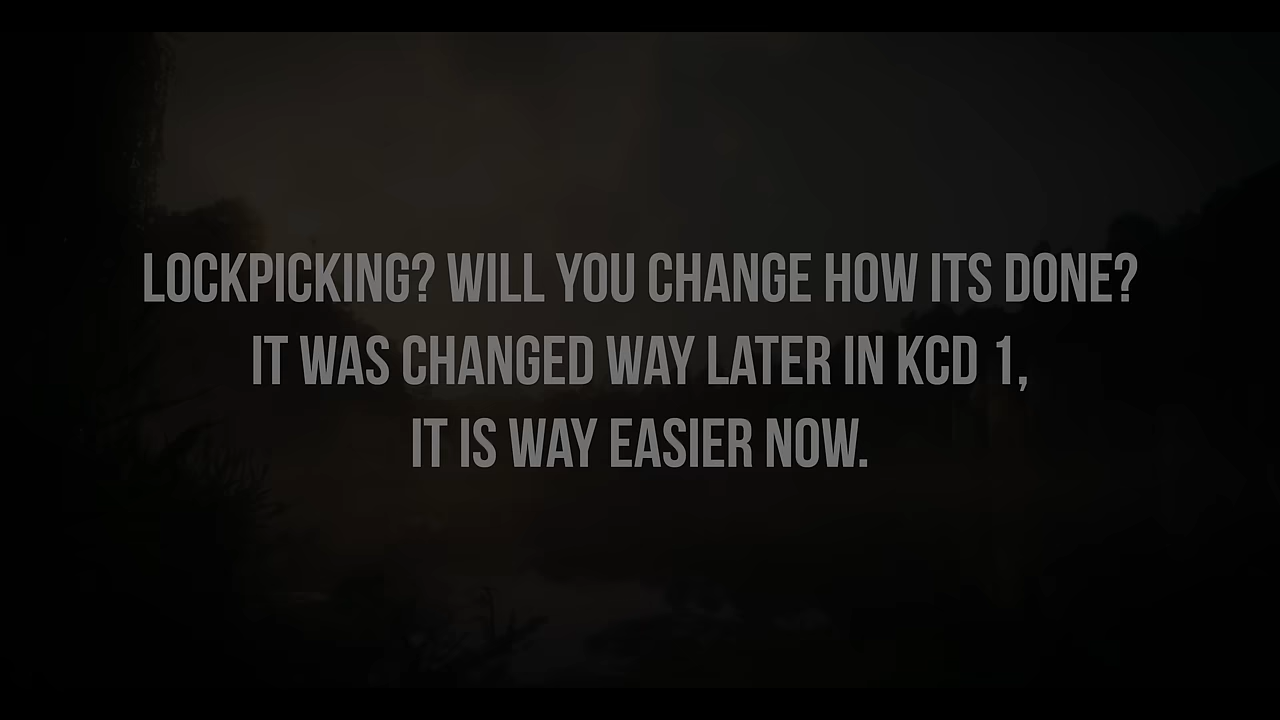 LOCKPICKING? WILL YOU CHANGE HOW ITS DONE?
IT WAS CHANGED WAY LATER IN KCD 1,
IT IS WAY EASIER NOW.